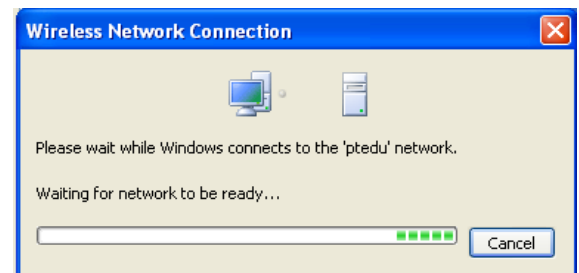 Wireless Network Connection
Please wait while Windows connects to the 'ptedu' network.
Waiting for network to be ready...
Cancel